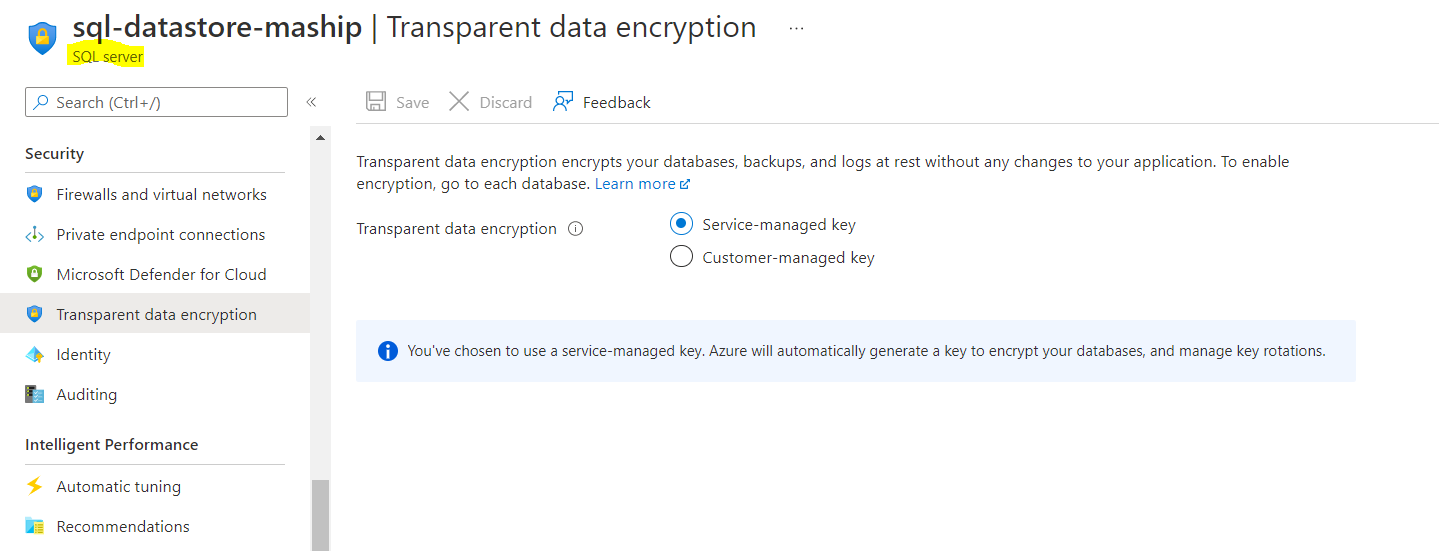 sql-datastore-maship | Transparent data encryption ...
SQL server
Search (Ctrl+/)
«
Save
Discard
Feedback
Security
Firewalls and virtual networks
Private endpoint connections
Microsoft Defender for Cloud
Transparent data encryption
Identity
Auditing
Intelligent Performance
Automatic tuning
Recommendations
Transparent data encryption encrypts your databases, backups, and logs at rest without any changes to your application. To enable
encryption, go to each database. Learn more
Transparent data encryption
Service-managed key
Customer-managed key
You've chosen to use a service-managed key. Azure will automatically generate a key to encrypt your databases, and manage key rotations.